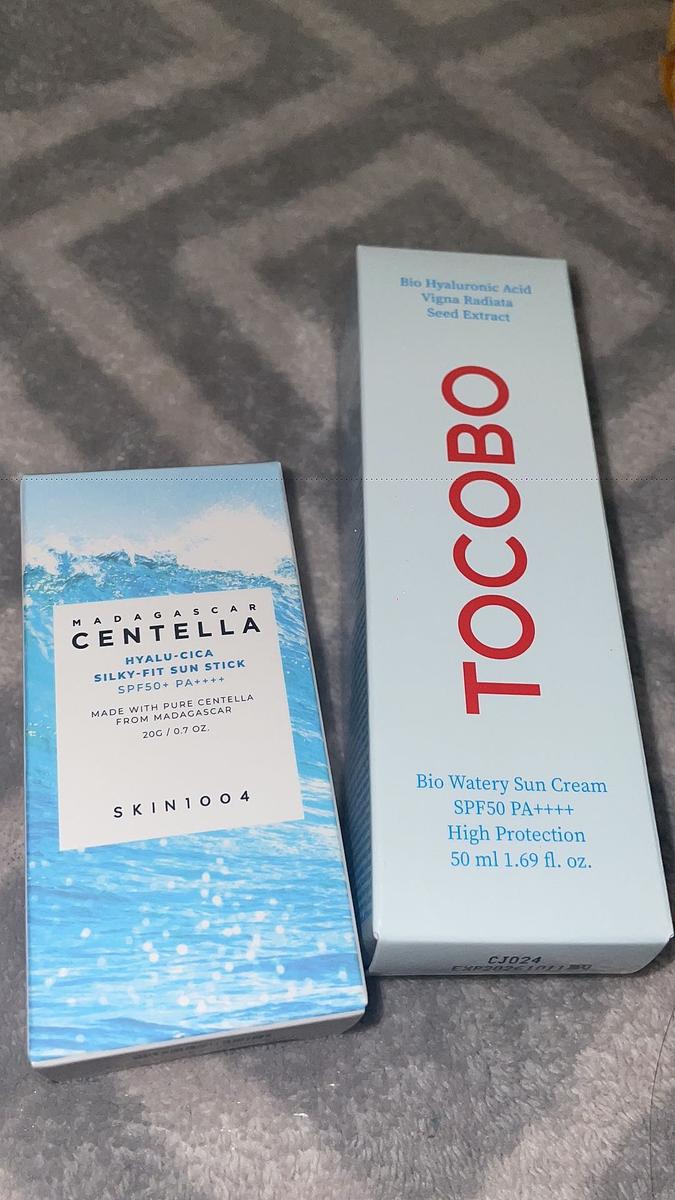 MADAGASCAR
CENTELLA
HYALU-CICA
SILKY-FIT SUN STICK
SPF50+ PA++++
MADE WITH PURE CENTELLA
FROM MADAGASCAR
20G / 0.7 OZ.
SKIN1004
Bio Hyaluronic Acid
Vigna Radiata
Seed Extract
TOCOBO
Bio Watery Sun Cream
SPF50 PA++++
High Protection
50 ml 1.69 fl. oz.
CJ024